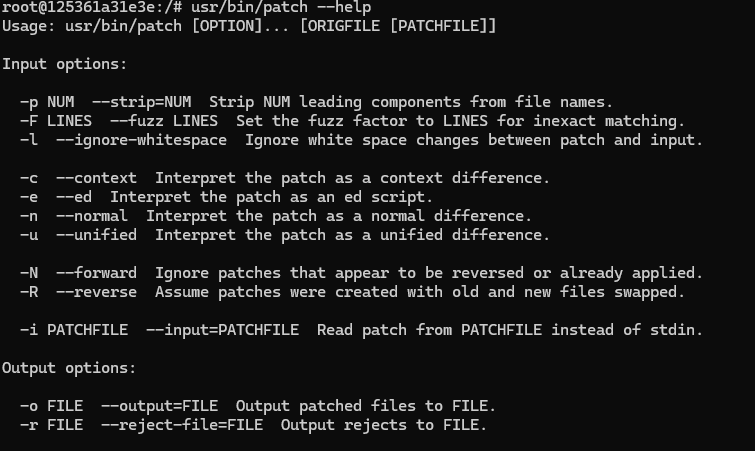 root@125361a31e3e:/# usr/bin/patch --help
Usage: usr/bin/patch [OPTION]... [ORIGFILE [PATCHFILE]]
Input options:
-p NUM  --strip=NUM  Strip NUM leading components from file names.
-F LINES  --fuzz LINES  Set the fuzz factor to LINES for inexact matching.
-l  --ignore-whitespace  Ignore white space changes between patch and input.
-c  --context  Interpret the patch as a context difference.
-e  --ed  Interpret the patch as an ed script.
-n  --normal  Interpret the patch as a normal difference.
-u  --unified  Interpret the patch as a unified difference.
-N  --forward  Ignore patches that appear to be reversed or already applied.
-R  --reverse  Assume patches were created with old and new files swapped.
-i PATCHFILE  --input=PATCHFILE  Read patch from PATCHFILE instead of stdin.
Output options:
-o FILE  --output=FILE  Output patched files to FILE.
-r FILE  --reject-file=FILE  Output rejects to FILE.